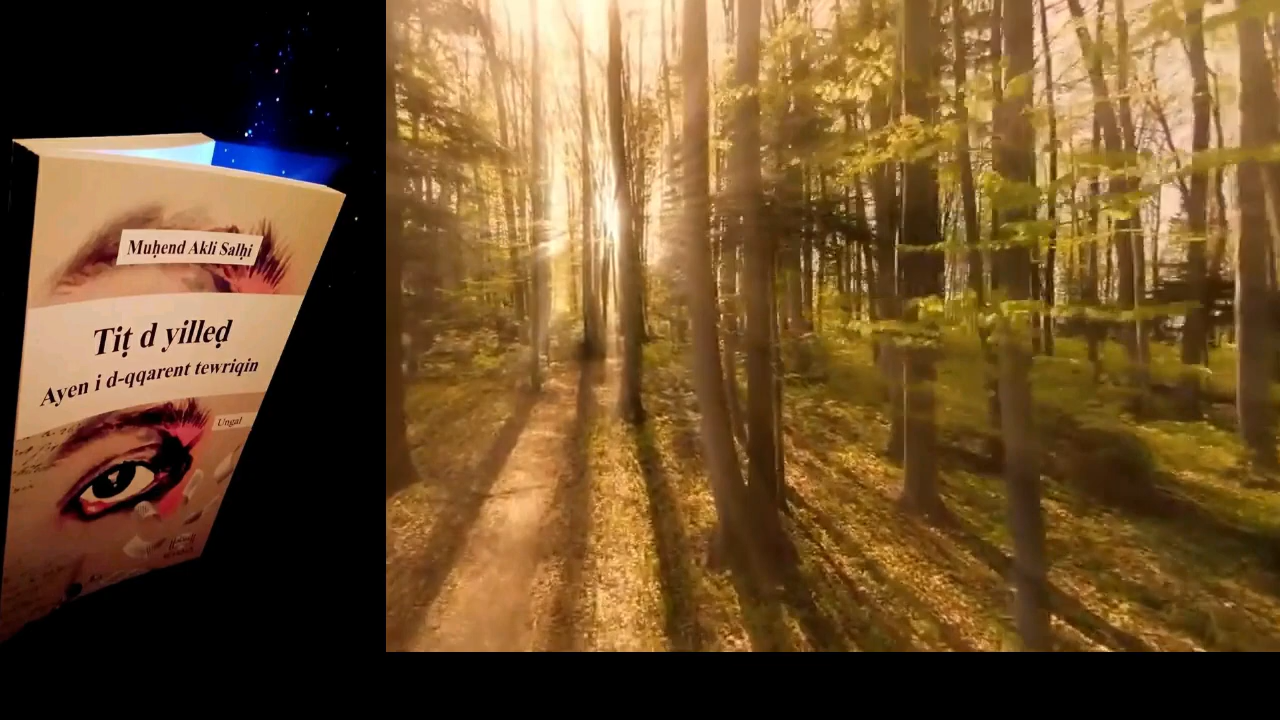 Muḥend Akli Salḥi
Tiṭ d yilleḍ
Ayen i d-qqarent tewriqin
Ungal